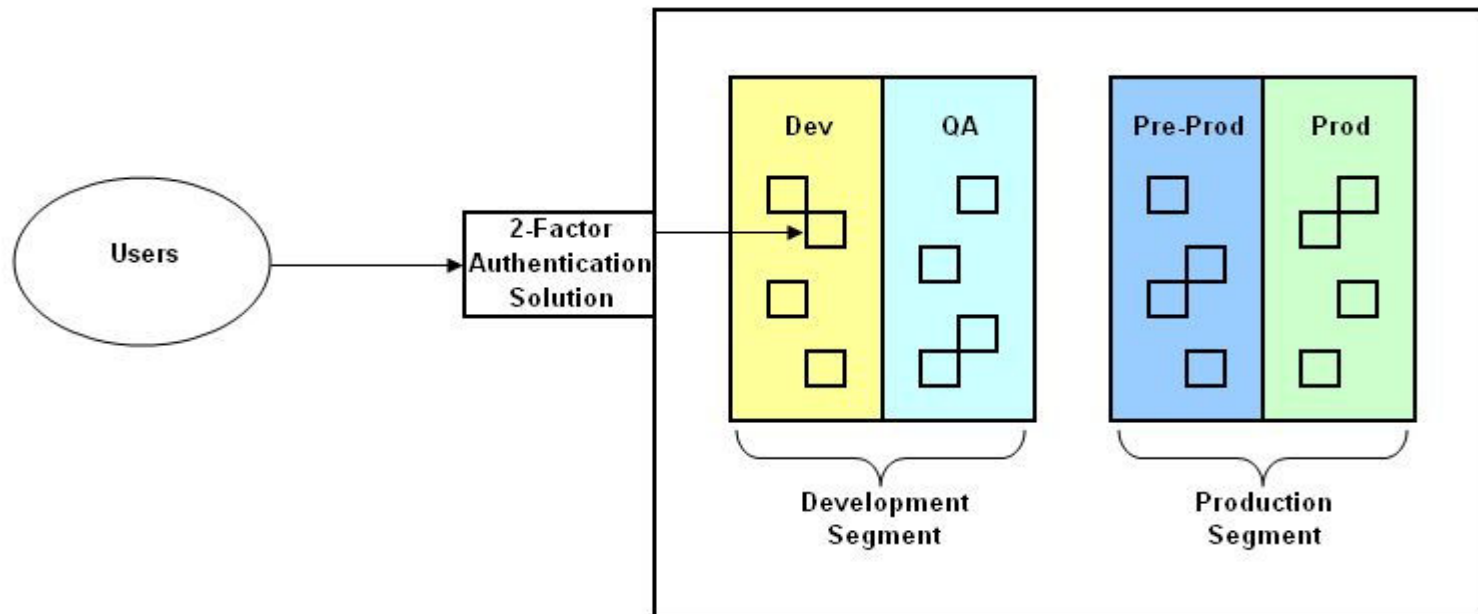 Users
2-Factor
Authentication
Solution
Dev
QA
Pre-Prod
Prod
Development
Segment
Production
Segment